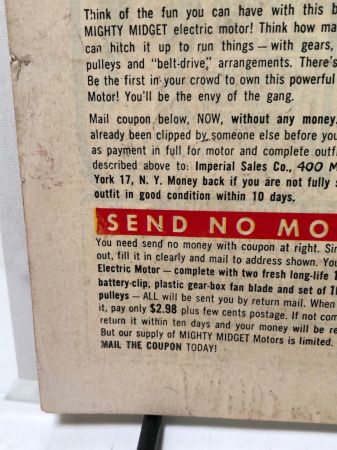 Think of the fun you can have with this b
MIGHTY MIDGET electric motor! Think how ma
can hitch it up to run things — with gears,
pulleys and "belt-drive," arrangements. There's
Be the first in your crowd to own this powerful
Motor! You'll be the envy of the gang.
Mail coupon below, NOW, without any money.
already been clipped by someone else before you
as payment in full for motor and complete outfi
described above to: Imperial Sales Co., 400 M
York 17, N. Y. Money back if you are not fully s
outfit in good condition within 10 days.
SEND NO MO
You need send no money with coupon at right. Sim
out, fill it in clearly and mail to address shown. You
Electric Motor — complete with two fresh long-life 1
battery-clip, plastic gear-box fan blade and set of 10
pulleys — ALL will be sent you by return mail. When
it, pay only $2.98 plus few cents postage. If not com
return it within ten days and your money will be re
But our supply of MIGHTY MIDGET Motors is limited.
MAIL THE COUPON TODAY!